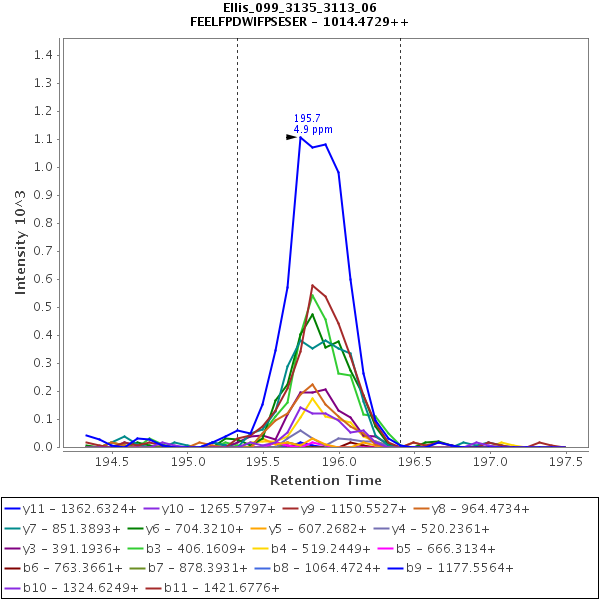 Ellis_099_3135_3113_06
FEELFPDWIFPSESER - 1014.4729++
195.7
4.9 ppm
1.4
1.3
1.2
1.1
1.0
0.9
0.8
0.7
0.6
0.5
0.4
0.3
0.2
0.1
0.0
Intensity 10^3
194.5 195.0 195.5 196.0 196.5 197.0 197.5
Retention Time
y11 - 1362.6324+ y10 - 1265.5797+ y9 - 1150.5527+ y8 - 964.4734+
y7 - 851.3893+ y6 - 704.3210+ y5 - 607.2682+ y4 - 520.2361+
y3 - 391.1936+ b3 - 406.1609+ b4 - 519.2449+ b5 - 666.3134+
b6 - 763.3661+ b7 - 878.3931+ b8 - 1064.4724+ b9 - 1177.5564+
b10 - 1324.6249+ b11 - 1421.6776+